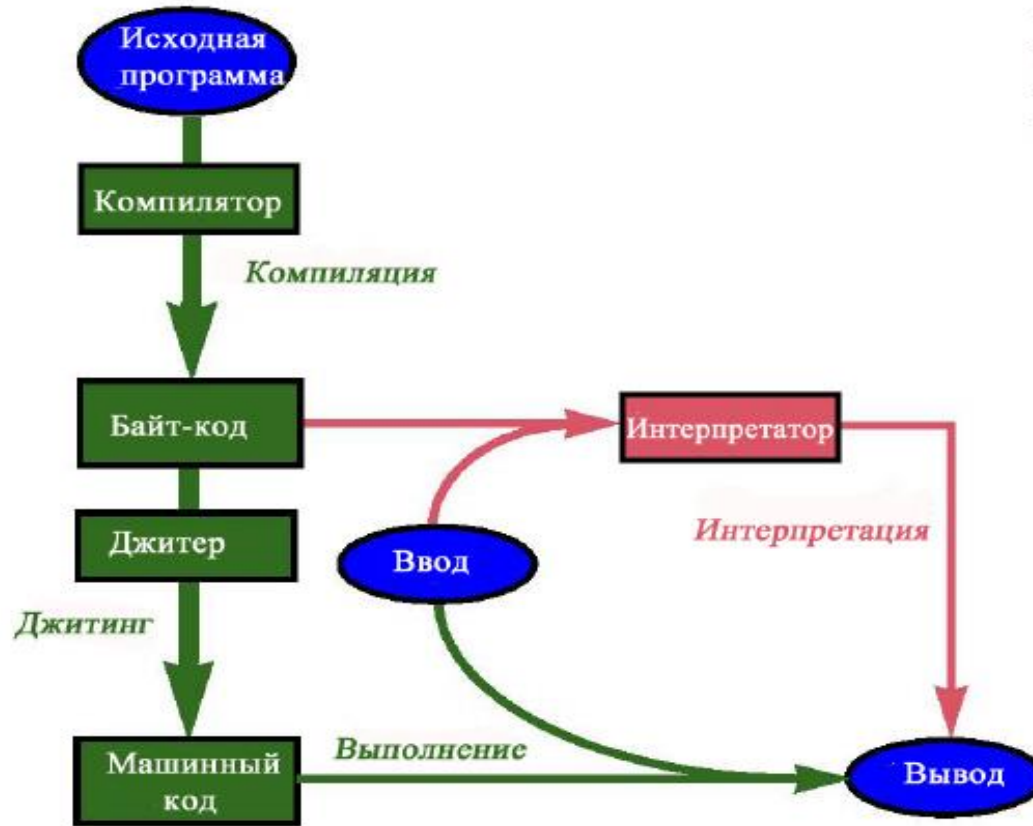 Исходная
программа
Компилятор
Компиляция
Байт-код
Интерпретатор
Джитер
Ввод
Интерпретация
Джитинг
Выполнение
Машинный
код
Вывод